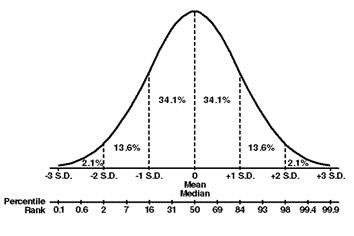 34.1% 34.1%
13.6% 13.6%
2.1% 2.1%
-3 S.D. -2 S.D. -1 S.D. 0 +1 S.D. +2 S.D. +3 S.D.
Mean
Median
Percentile
Rank 0.1 0.6 2 7 16 31 50 69 84 93 98 99.4 99.9